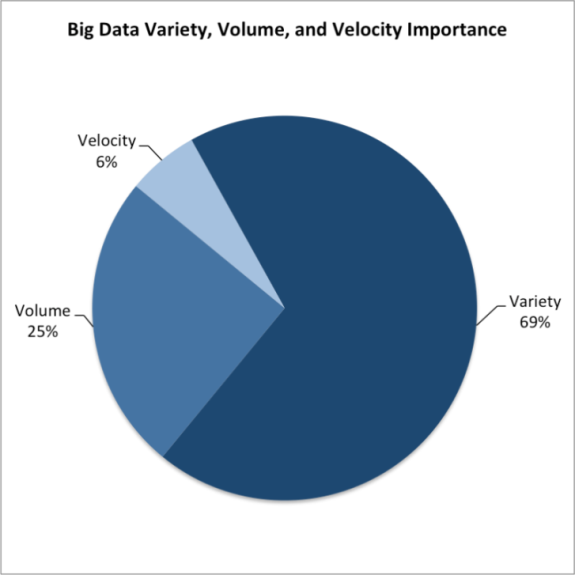 Big Data Variety, Volume, and Velocity Importance
Velocity
6%
Variety
69%
Volume
25%